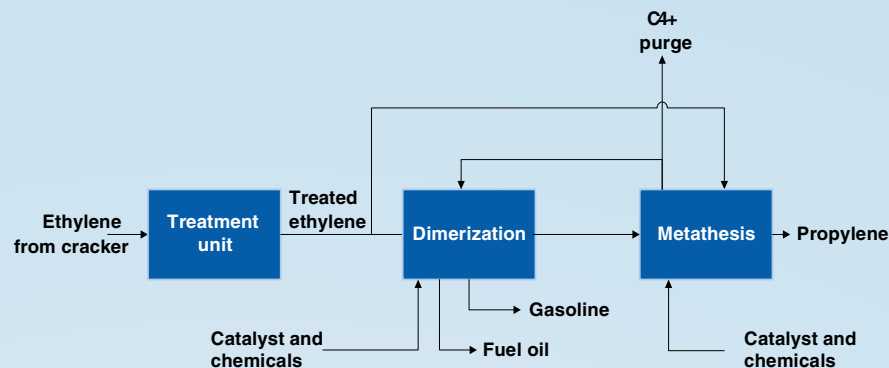 C4+
purge
Ethylene
from cracker
Treatment
unit
Treated
ethylene
Dimerization
Metathesis
Propylene
Gasoline
Fuel oil
Catalyst and
chemicals
Catalyst and
chemicals